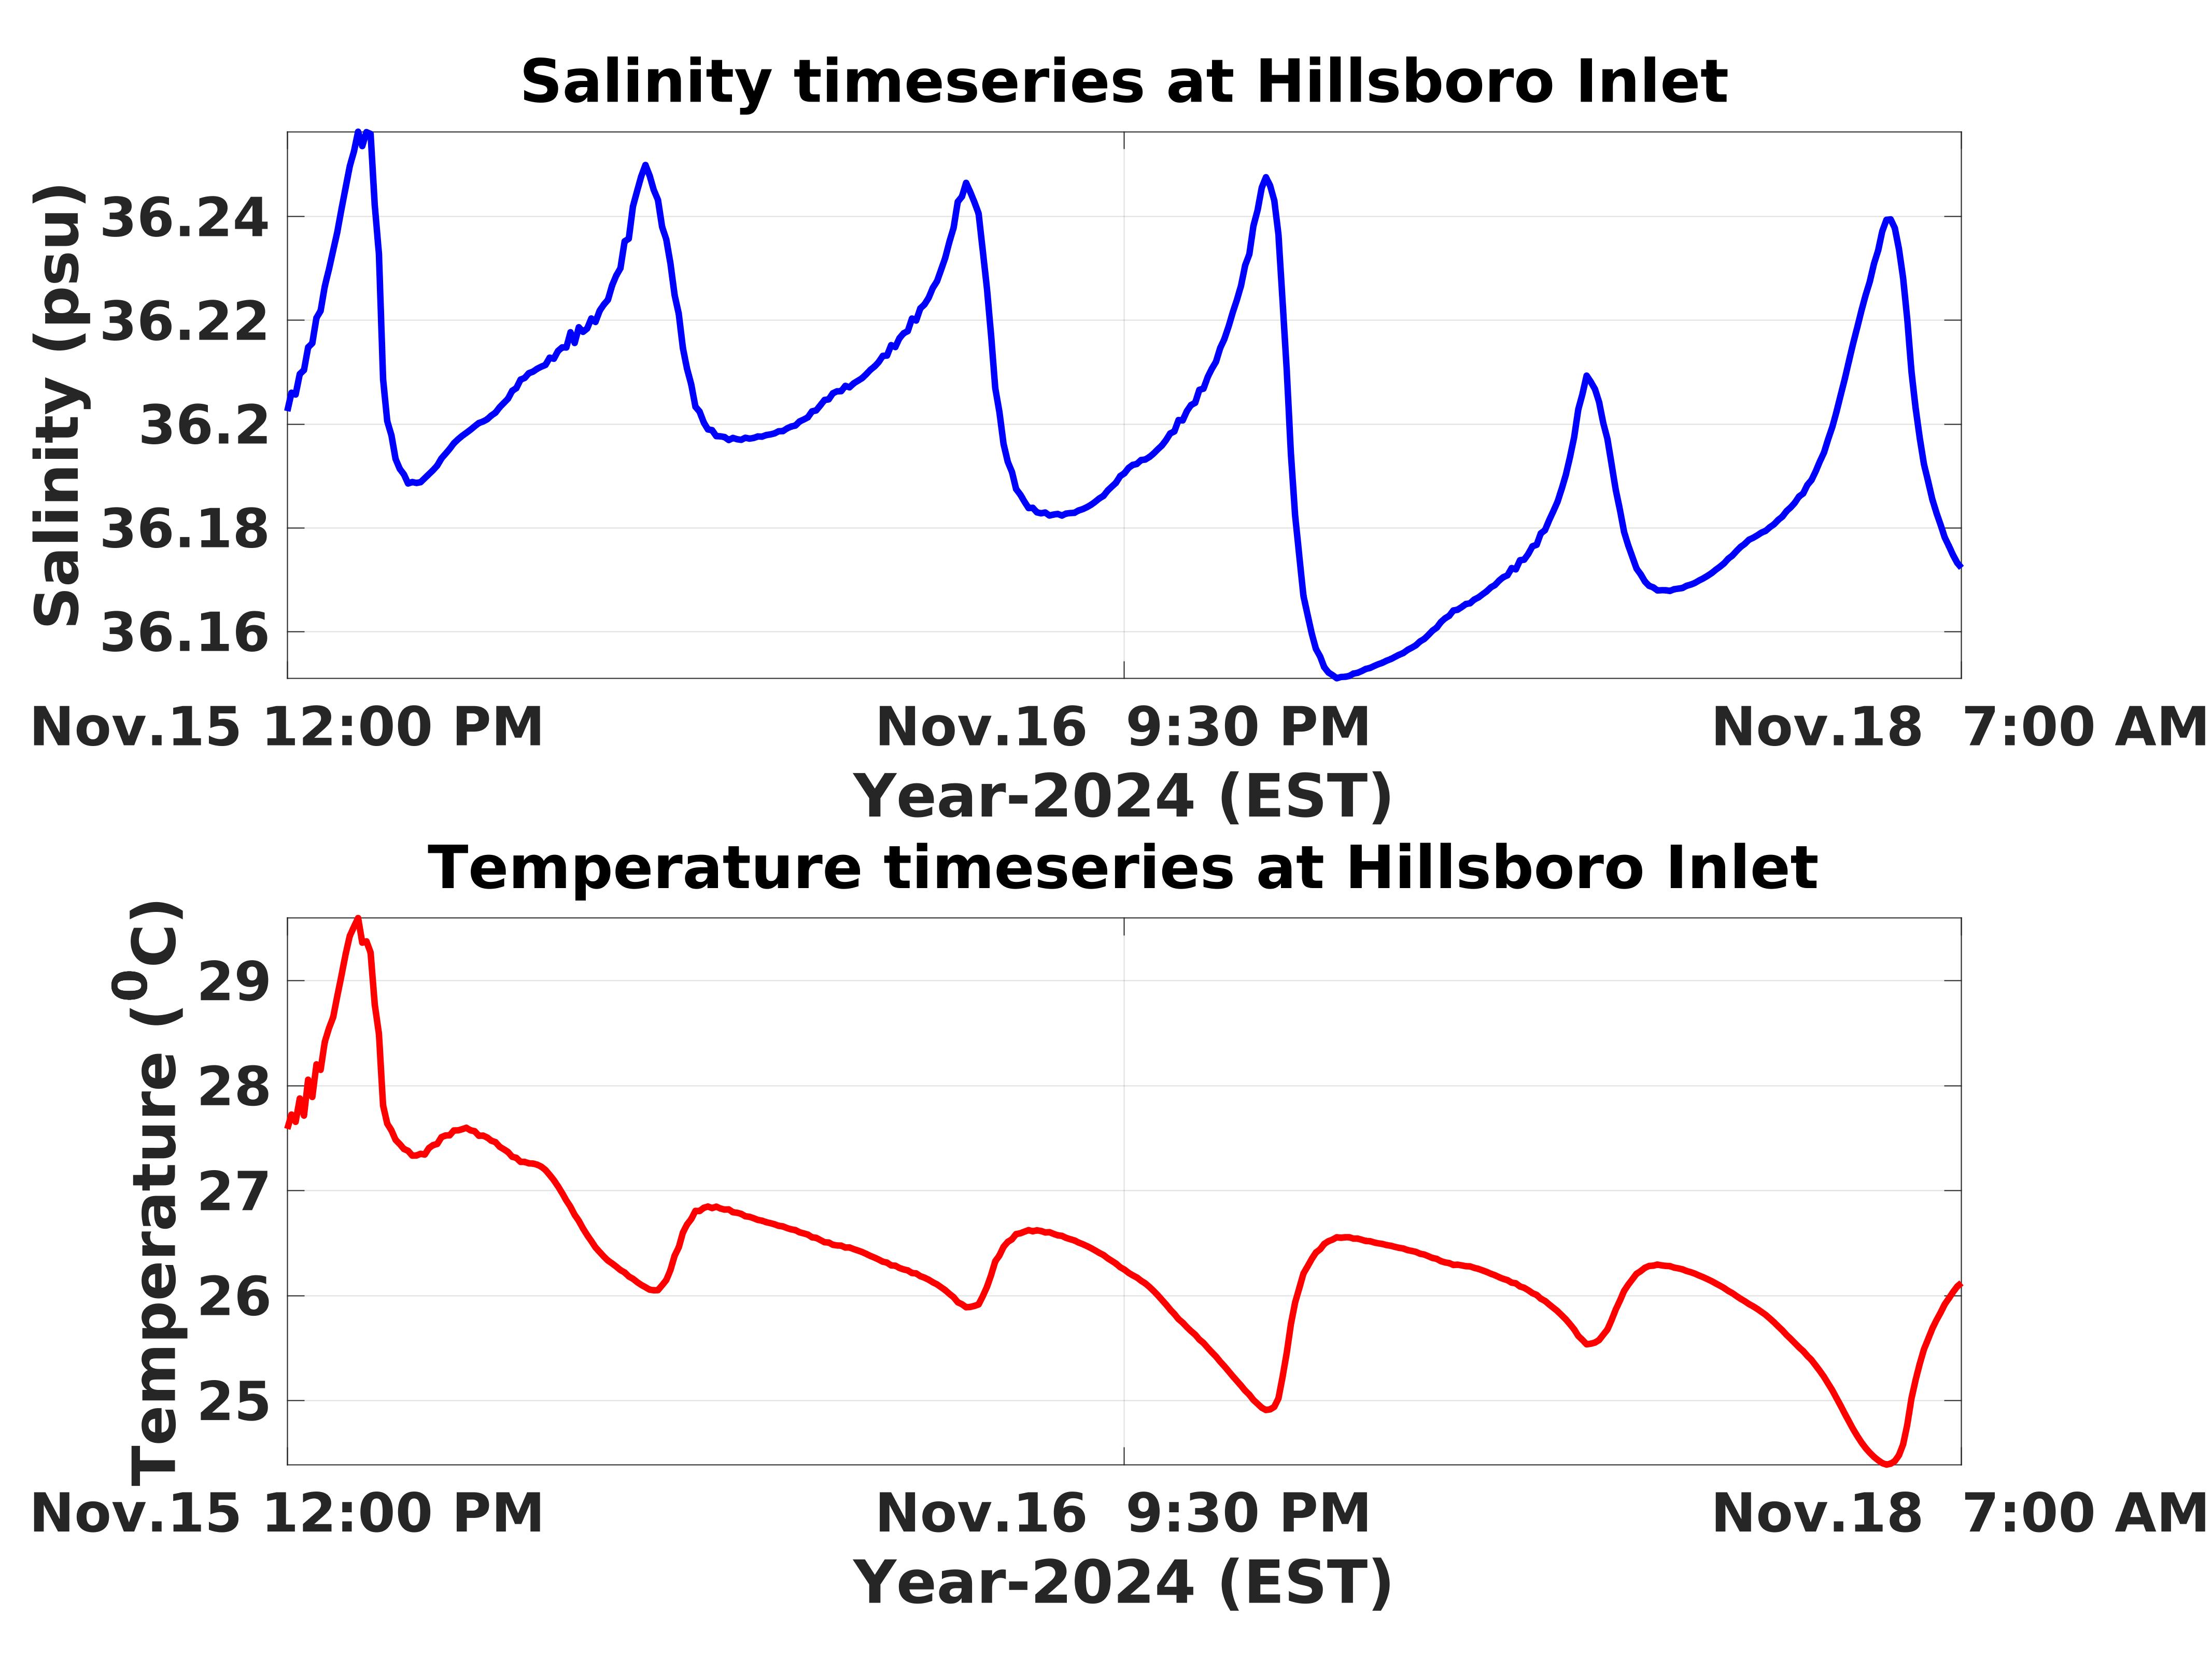 Salinity timeseries at Hillsboro Inlet
Salinity (psu)
36.24
36.22
36.2
36.18
36.16
Nov.15 12:00 PM
Nov.16  9:30 PM
Nov.18  7:00 AM
Year-2024 (EST)
Temperature timeseries at Hillsboro Inlet
Temperature (⁰C)
29
28
27
26
25
Nov.15 12:00 PM
Nov.16  9:30 PM
Nov.18  7:00 AM
Year-2024 (EST)